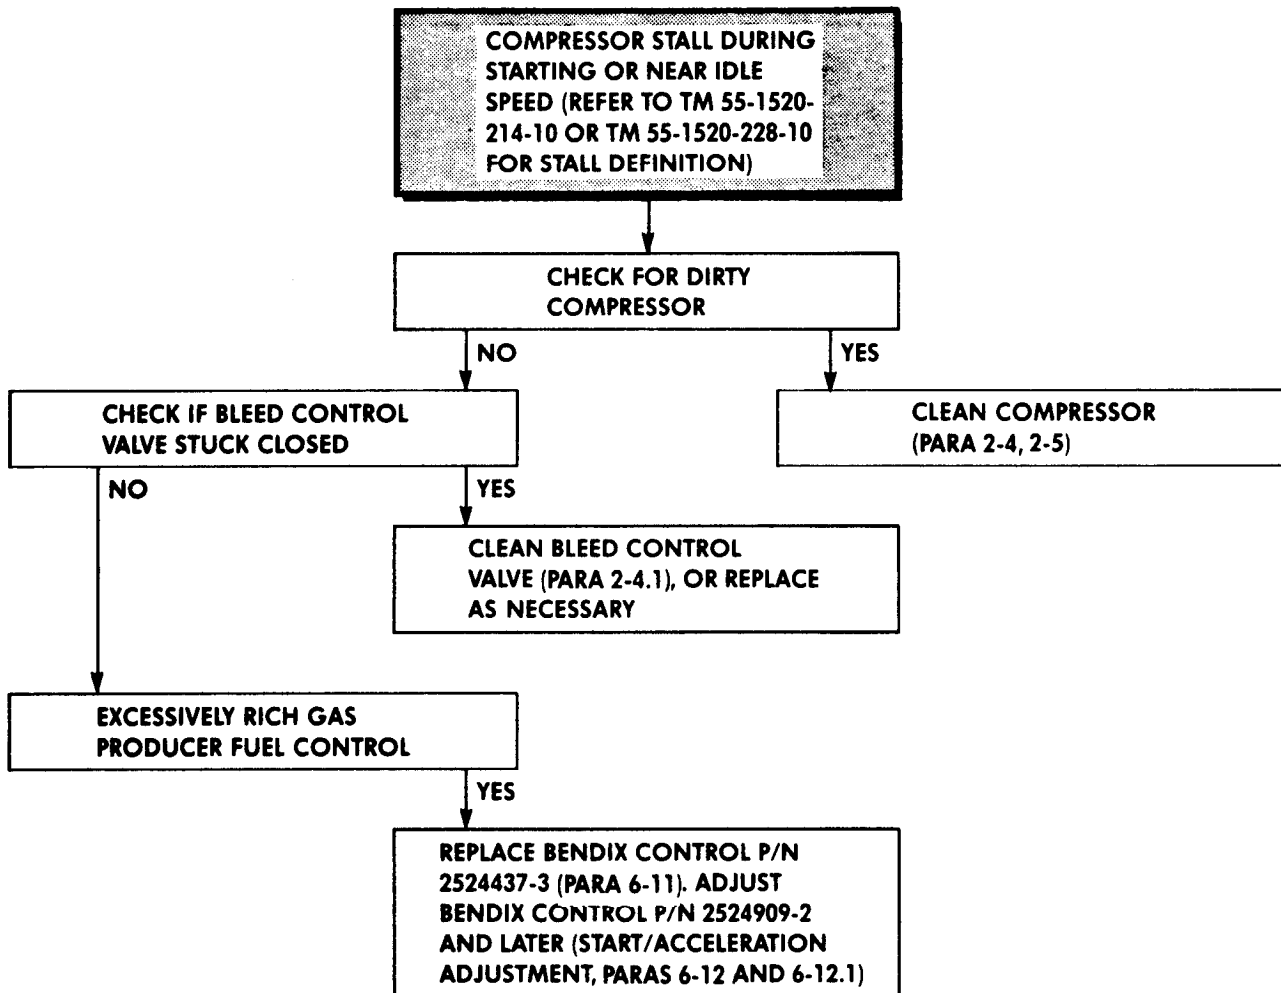 COMPRESSOR STALL DURING
STARTING OR NEAR IDLE
SPEED (REFER TO TM 55-1520-
214-10 OR TM 55-1520-228-10
FOR STALL DEFINITION)
CHECK FOR DIRTY
COMPRESSOR
NO
YES
CHECK IF BLEED CONTROL
VALVE STUCK CLOSED
CLEAN COMPRESSOR
(PARA 2-4, 2-5)
NO
YES
CLEAN BLEED CONTROL
VALVE (PARA 2-4.1), OR REPLACE
AS NECESSARY
EXCESSIVELY RICH GAS
PRODUCER FUEL CONTROL
YES
REPLACE BENDIX CONTROL P/N
2524437-3 (PARA 6-11). ADJUST
BENDIX CONTROL P/N 2524909-2
AND LATER (START/ACCELERATION
ADJUSTMENT, PARAS 6-12 AND 6-12.1)